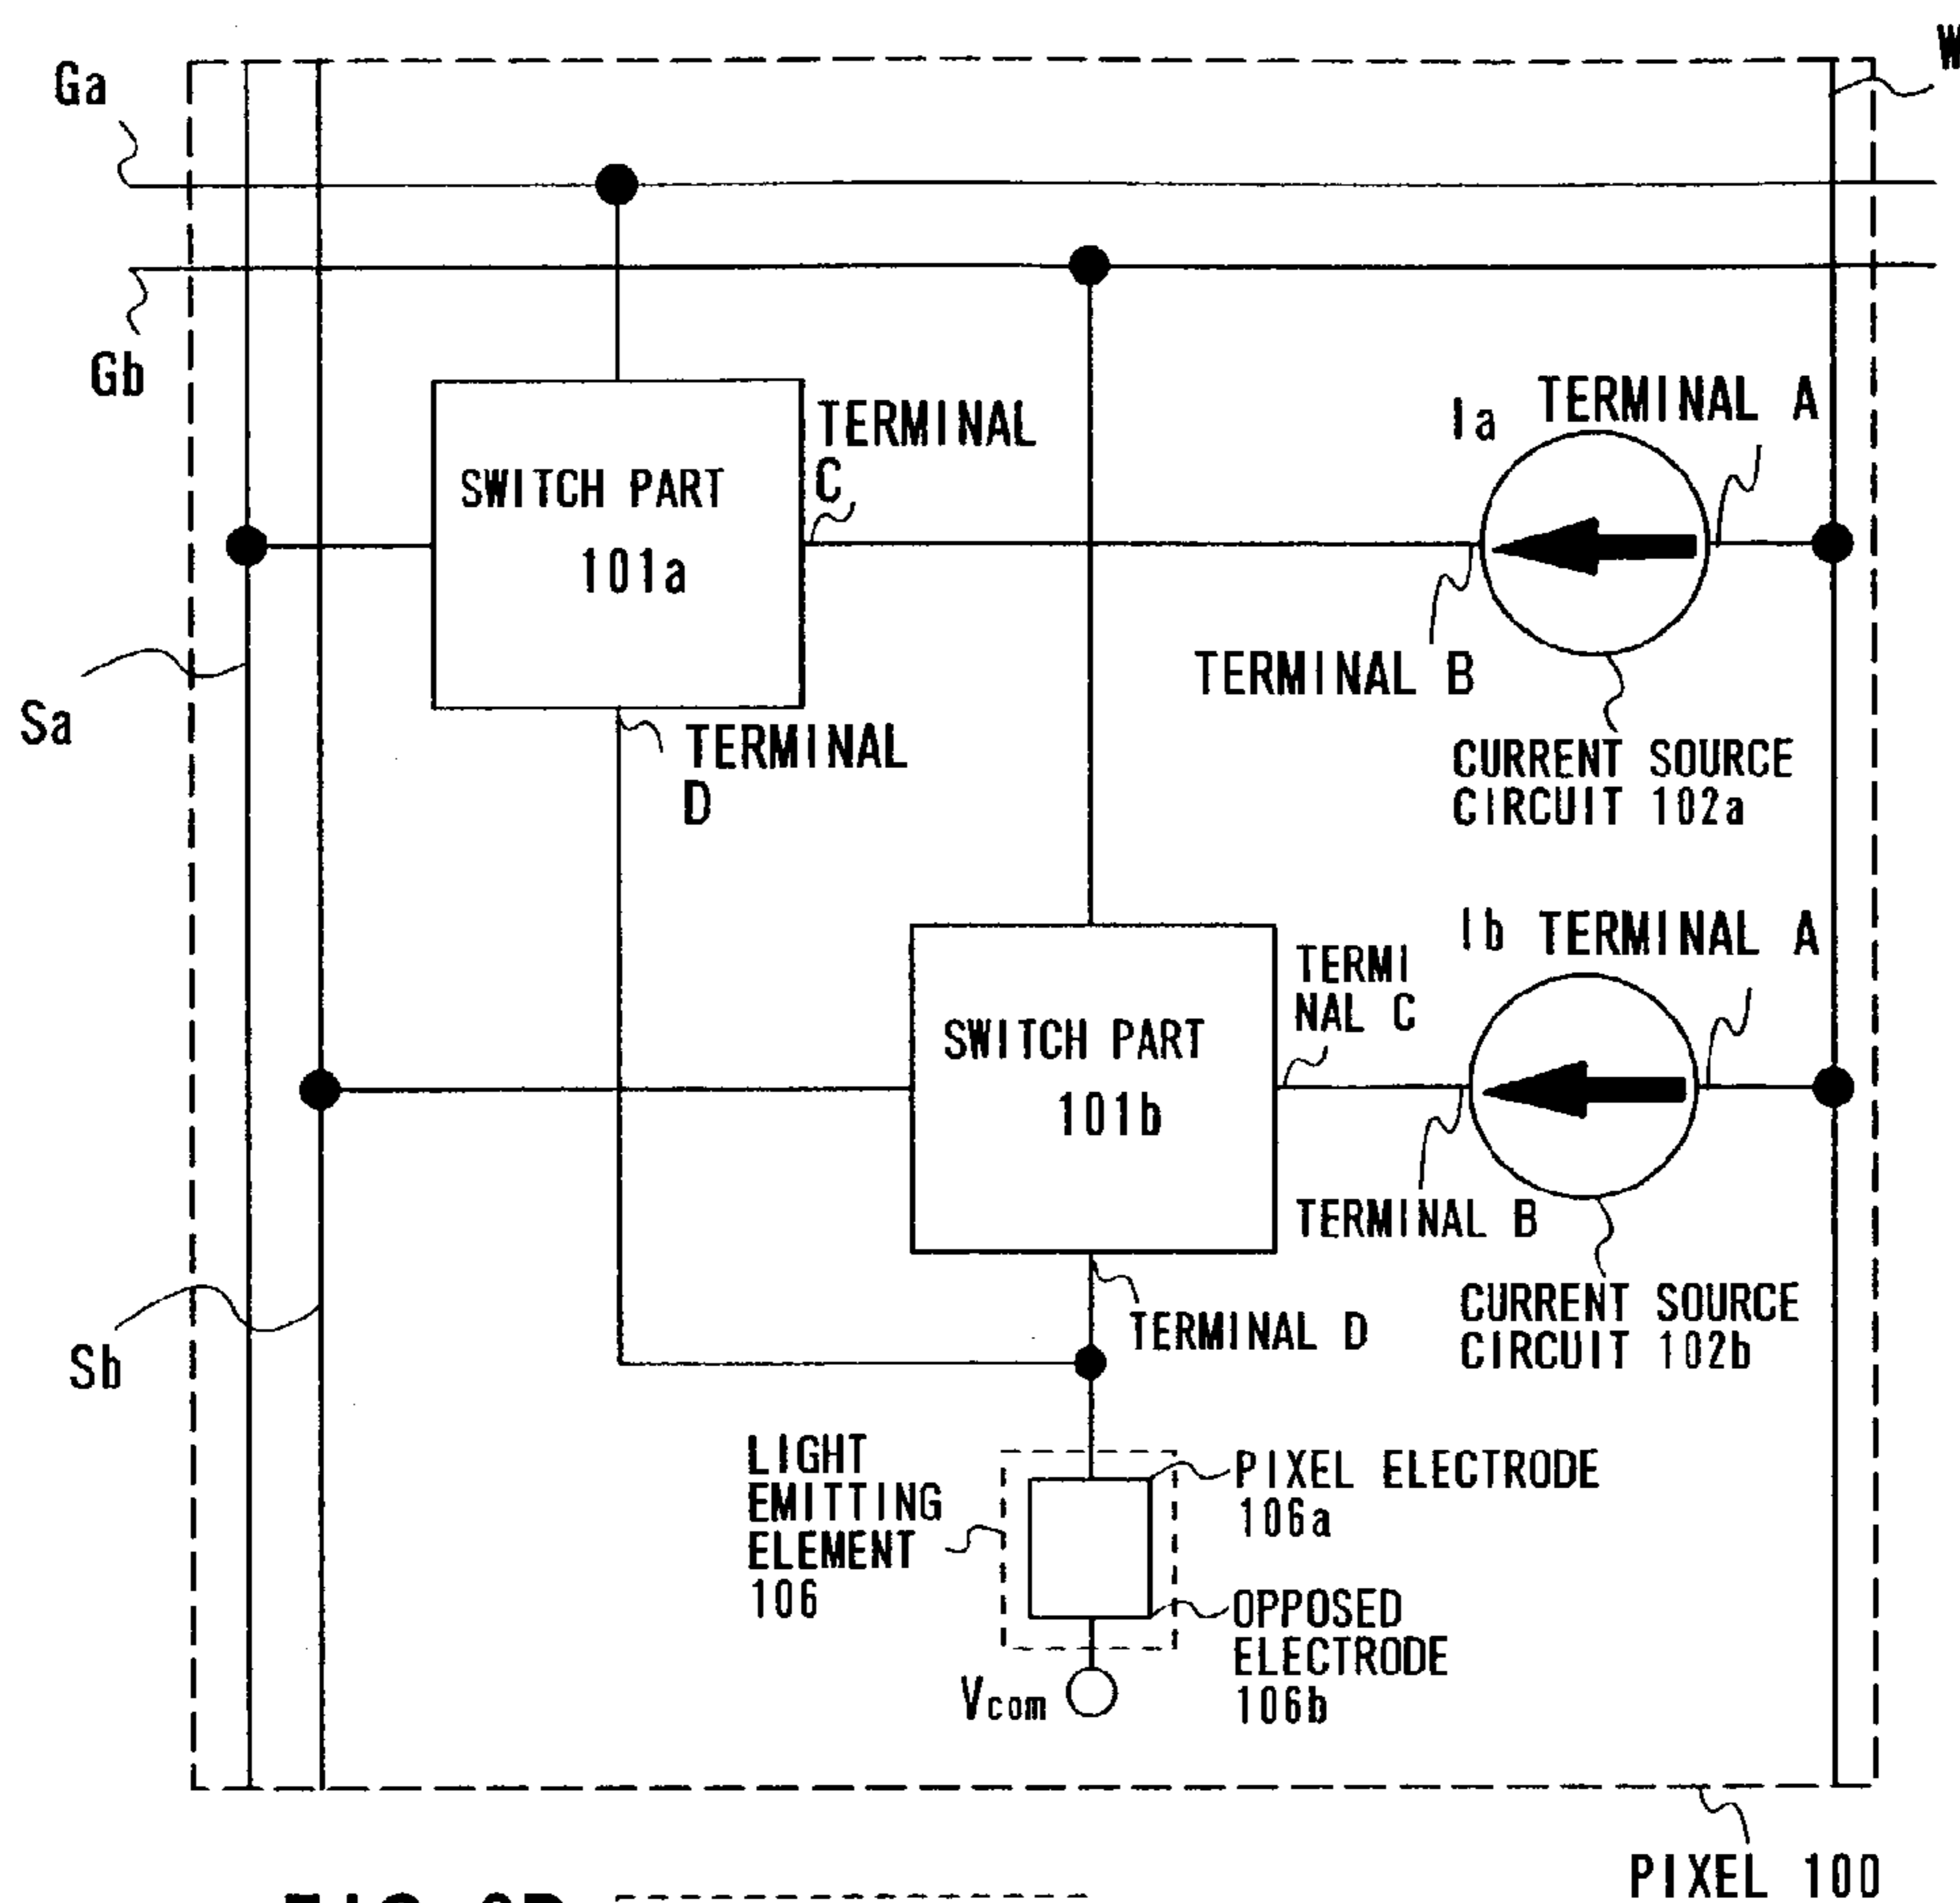 W
Ga
Gb
Ia TERMINAL A
TERMINAL
C
SWITCH PART
101a
TERMINAL B
Sa
TERMINAL
D
CURRENT SOURCE
CIRCUIT 102a
Ib TERMINAL A
TERMI
NAL C
SWITCH PART
101b
TERMINAL B
CURRENT SOURCE
CIRCUIT 102b
TERMINAL D
Sb
LIGHT
EMITTING
ELEMENT
106
PIXEL ELECTRODE
106a
OPPOSED
ELECTRODE
106b
Vcom
PIXEL 100